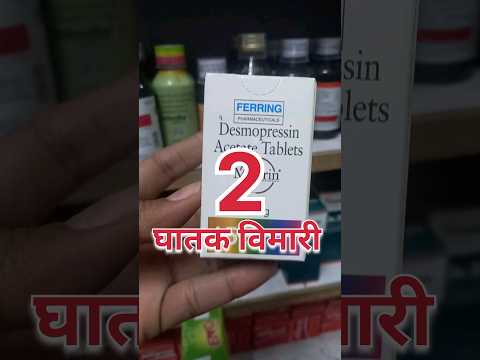 FERRING
PHARMACEUTICALS
Desmopressin
Acetate Tablets
2
घातक विमारी